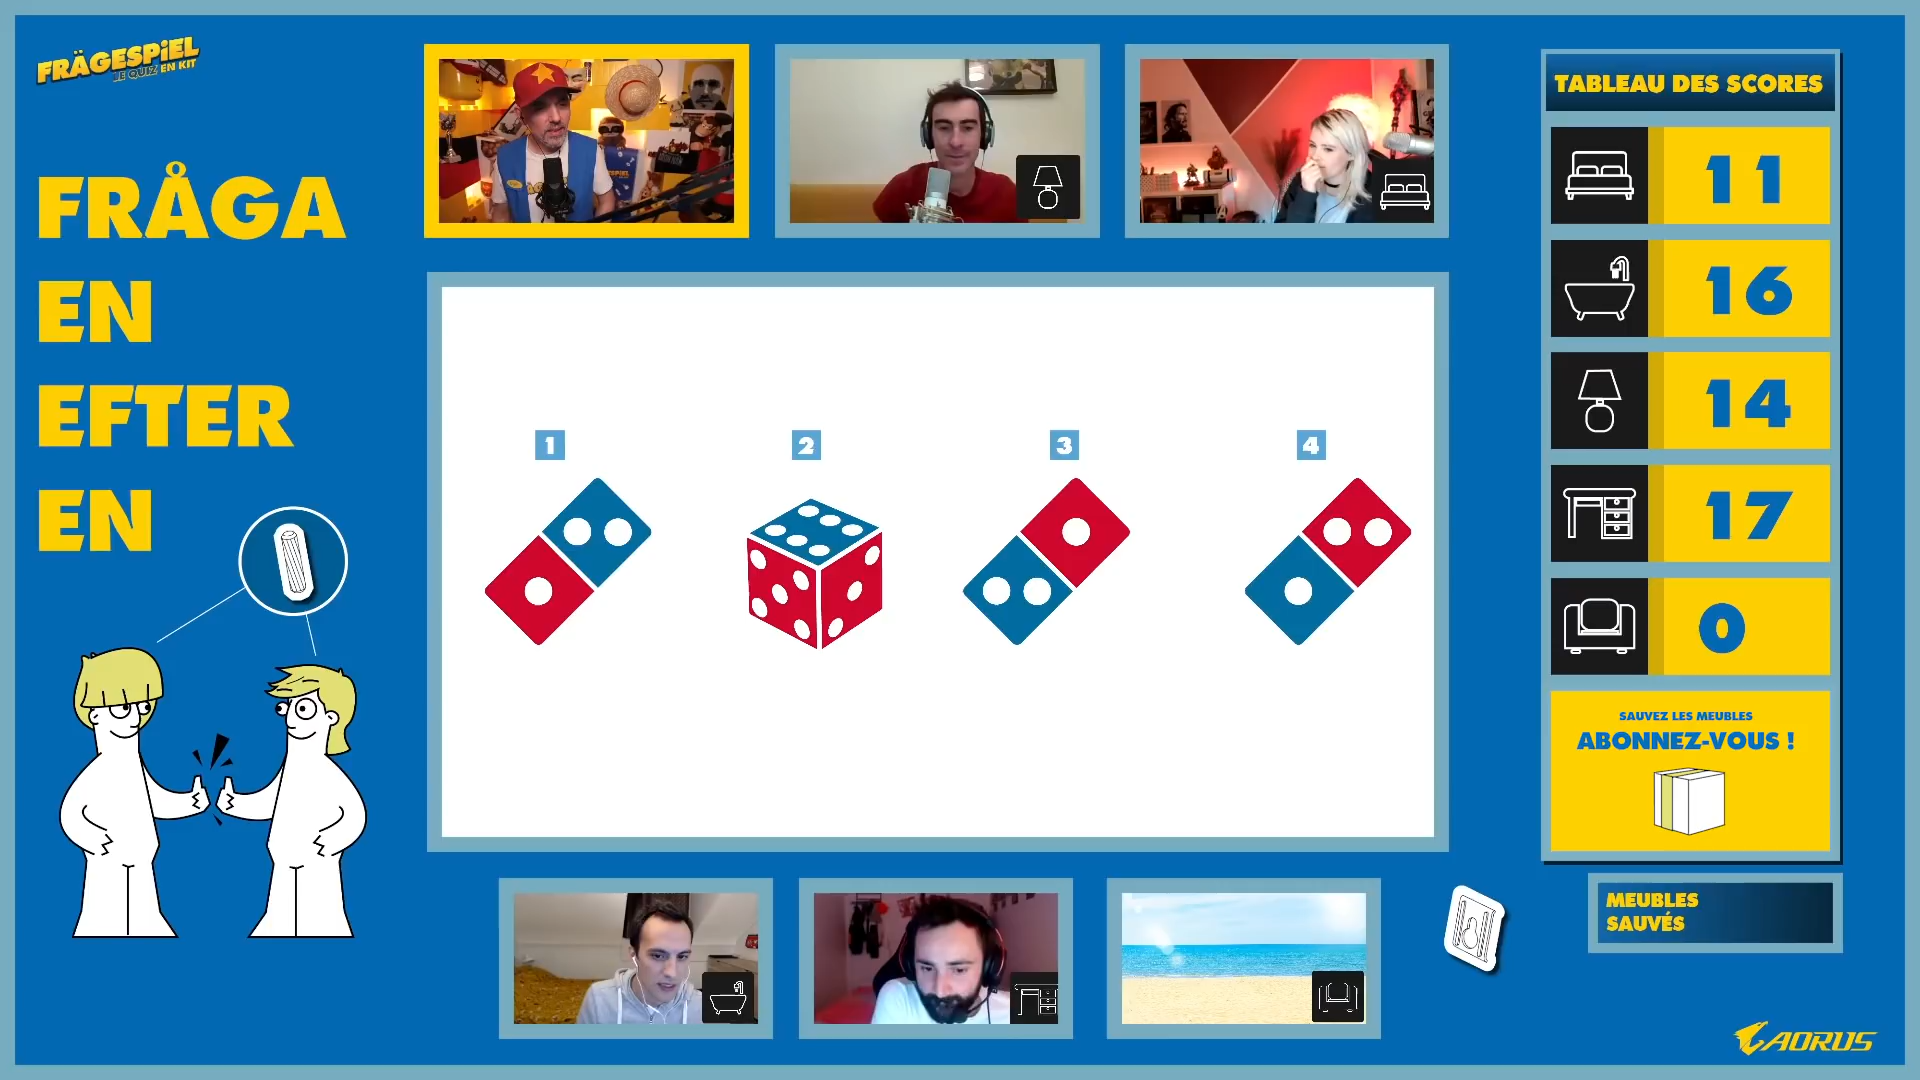 FRÄGESPIEL
LE QUIZ EN KIT
FRÅGA
EN
EFTER
EN
1
2
3
4
TABLEAU DES SCORES
11
16
14
17
0
SAUVEZ LES MEUBLES
ABONNEZ-VOUS !
MEUBLES
SAUVÉS
AORUS